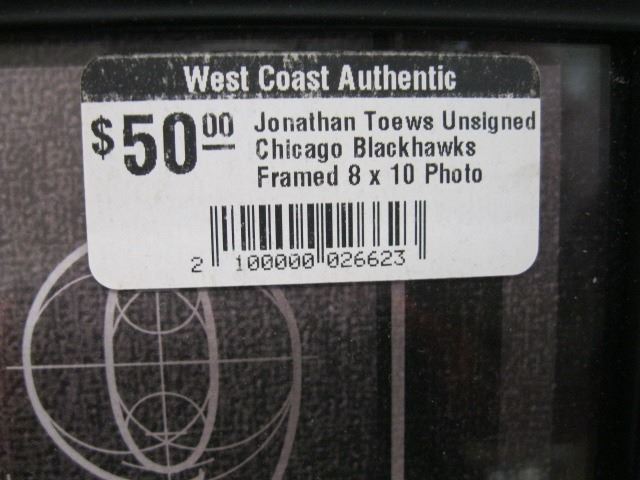 West Coast Authentic
$50.00 Jonathan Toews Unsigned
Chicago Blackhawks
Framed 8 x 10 Photo
2 100000 026623